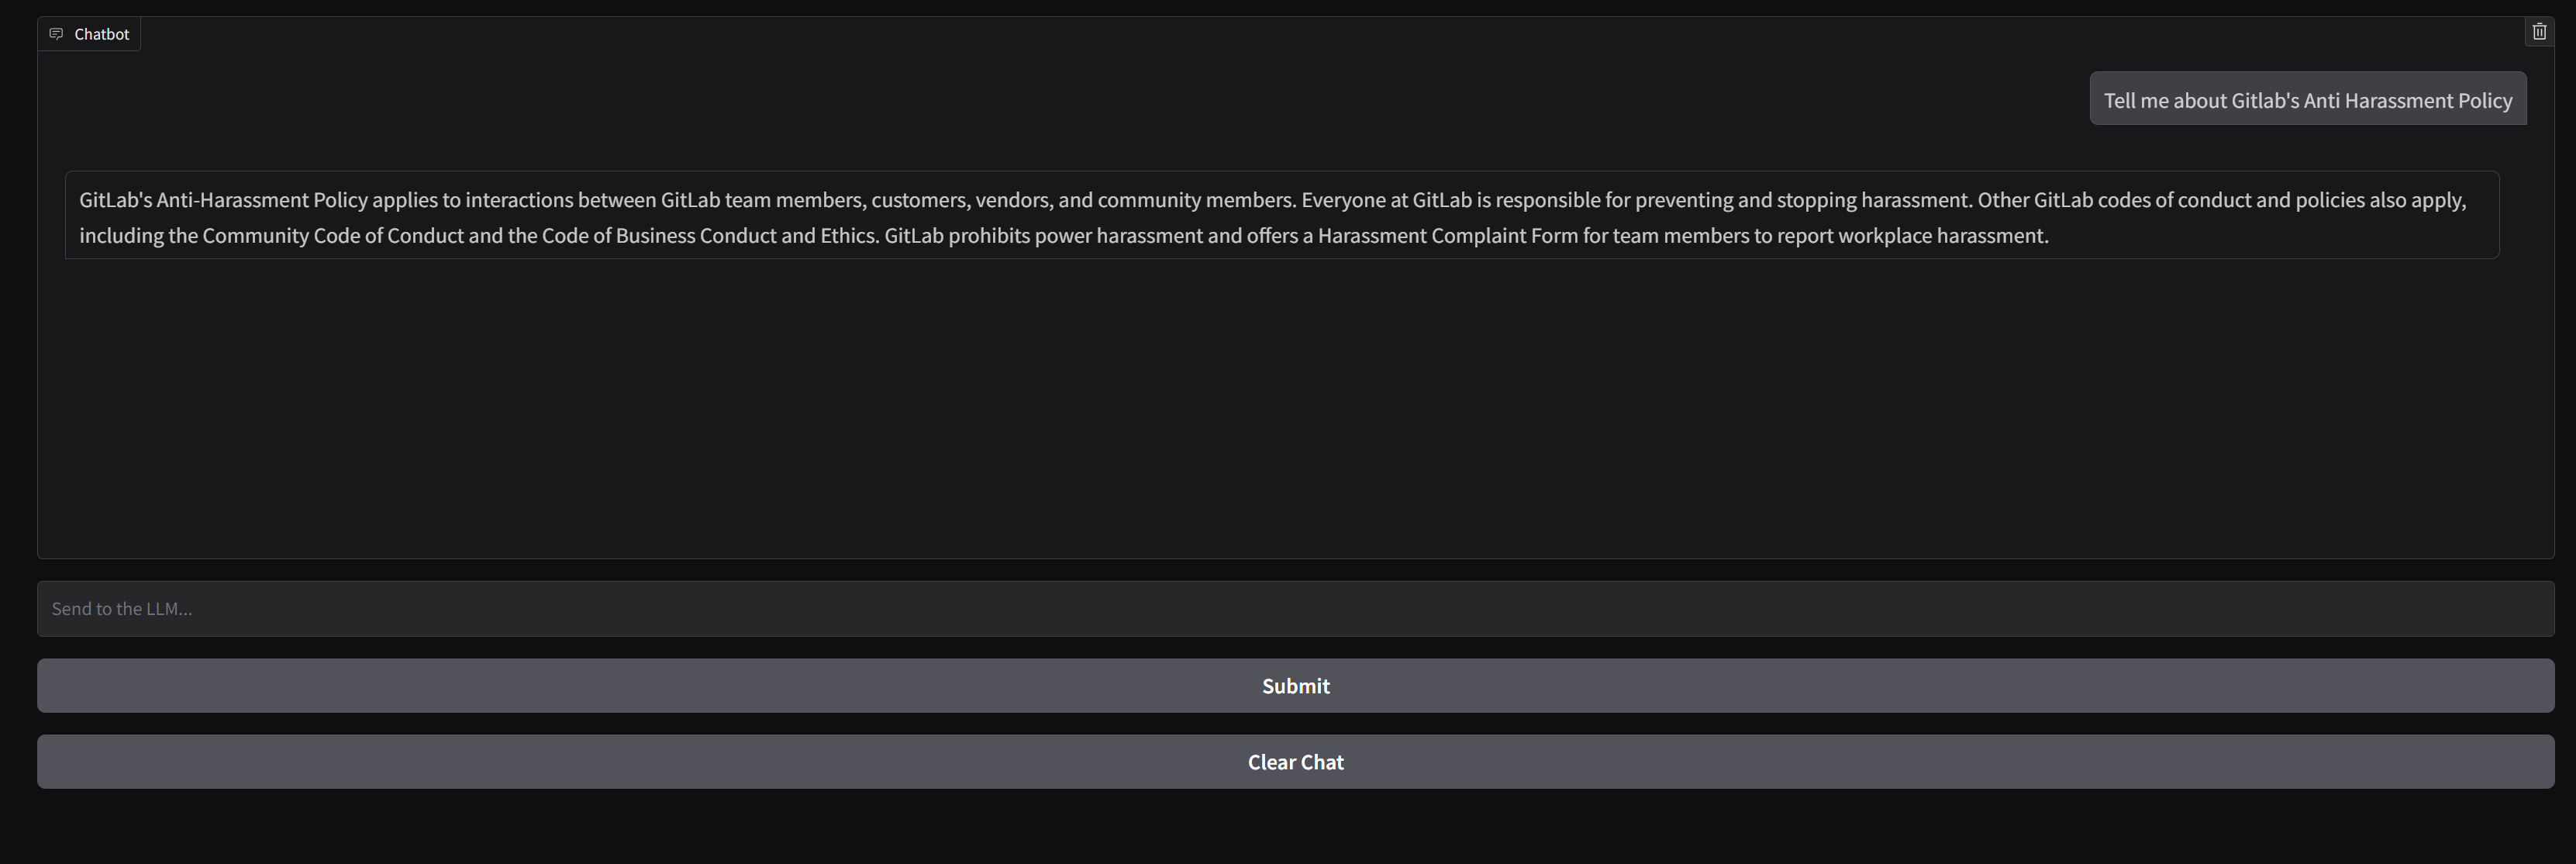 Chatbot
Tell me about Gitlab's Anti Harassment Policy
GitLab's Anti-Harassment Policy applies to interactions between GitLab team members, customers, vendors, and community members. Everyone at GitLab is responsible for preventing and stopping harassment. Other GitLab codes of conduct and policies also apply,
including the Community Code of Conduct and the Code of Business Conduct and Ethics. GitLab prohibits power harassment and offers a Harassment Complaint Form for team members to report workplace harassment.
Send to the LLM...
Submit
Clear Chat